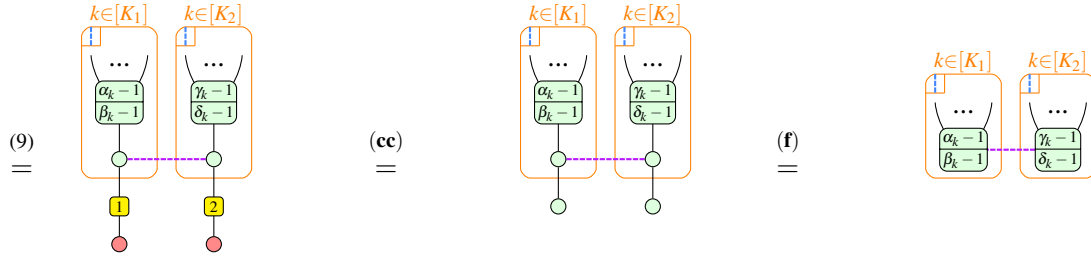 k∈[K₁] k∈[K₂] k∈[K₁] k∈[K₂]
k∈[K₁] k∈[K₂]
... ... ... ...
αₖ − 1 γₖ − 1 αₖ − 1 γₖ − 1 ... ...
βₖ − 1 δₖ − 1 βₖ − 1 δₖ − 1
(9) (cc) (f) αₖ − 1 γₖ − 1
= = = βₖ − 1 δₖ − 1
1 2